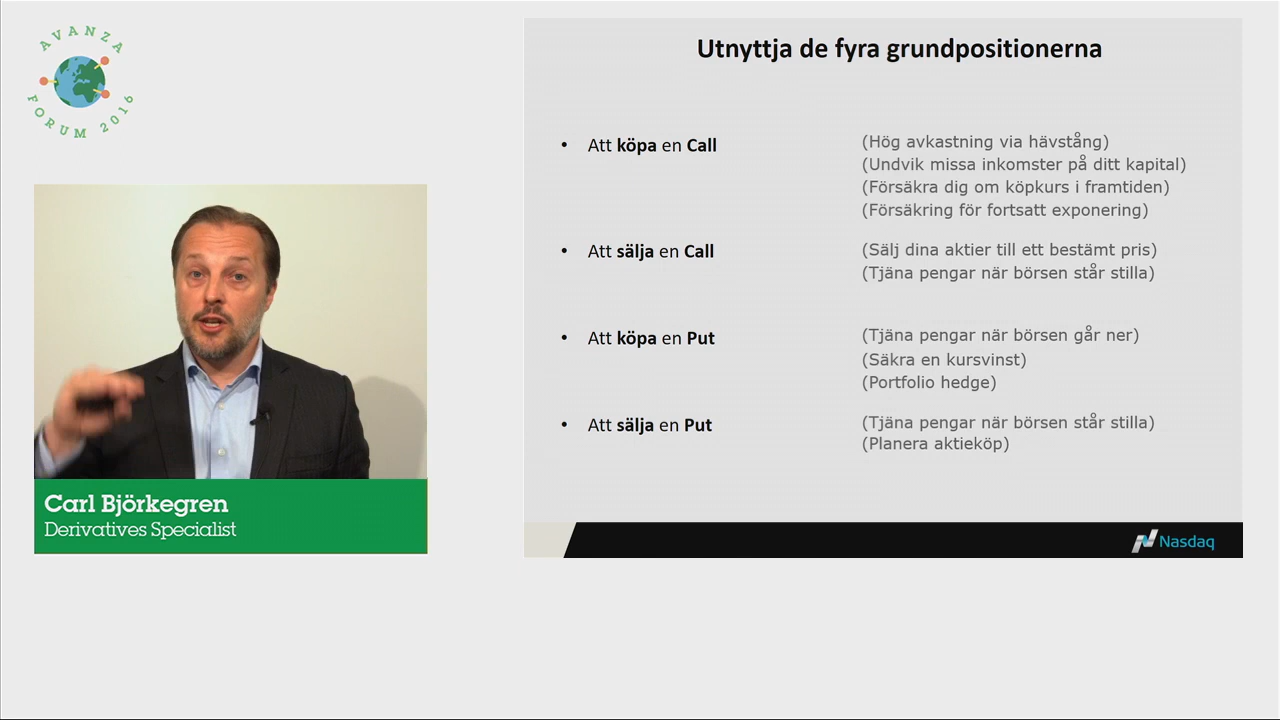 AVANZA
FORUM 2016
Utnyttja de fyra grundpositionerna
• Att köpa en Call
(Hög avkastning via hävstång)
(Undvik missa inkomster på ditt kapital)
(Försäkra dig om köpkurs i framtiden)
(Försäkring för fortsatt exponering)
• Att sälja en Call
(Sälj dina aktier till ett bestämt pris)
(Tjäna pengar när börsen står stilla)
• Att köpa en Put
(Tjäna pengar när börsen går ner)
(Säkra en kursvinst)
(Portfolio hedge)
• Att sälja en Put
(Tjäna pengar när börsen står stilla)
(Planera aktieköp)
Carl Björkegren
Derivatives Specialist
Nasdaq